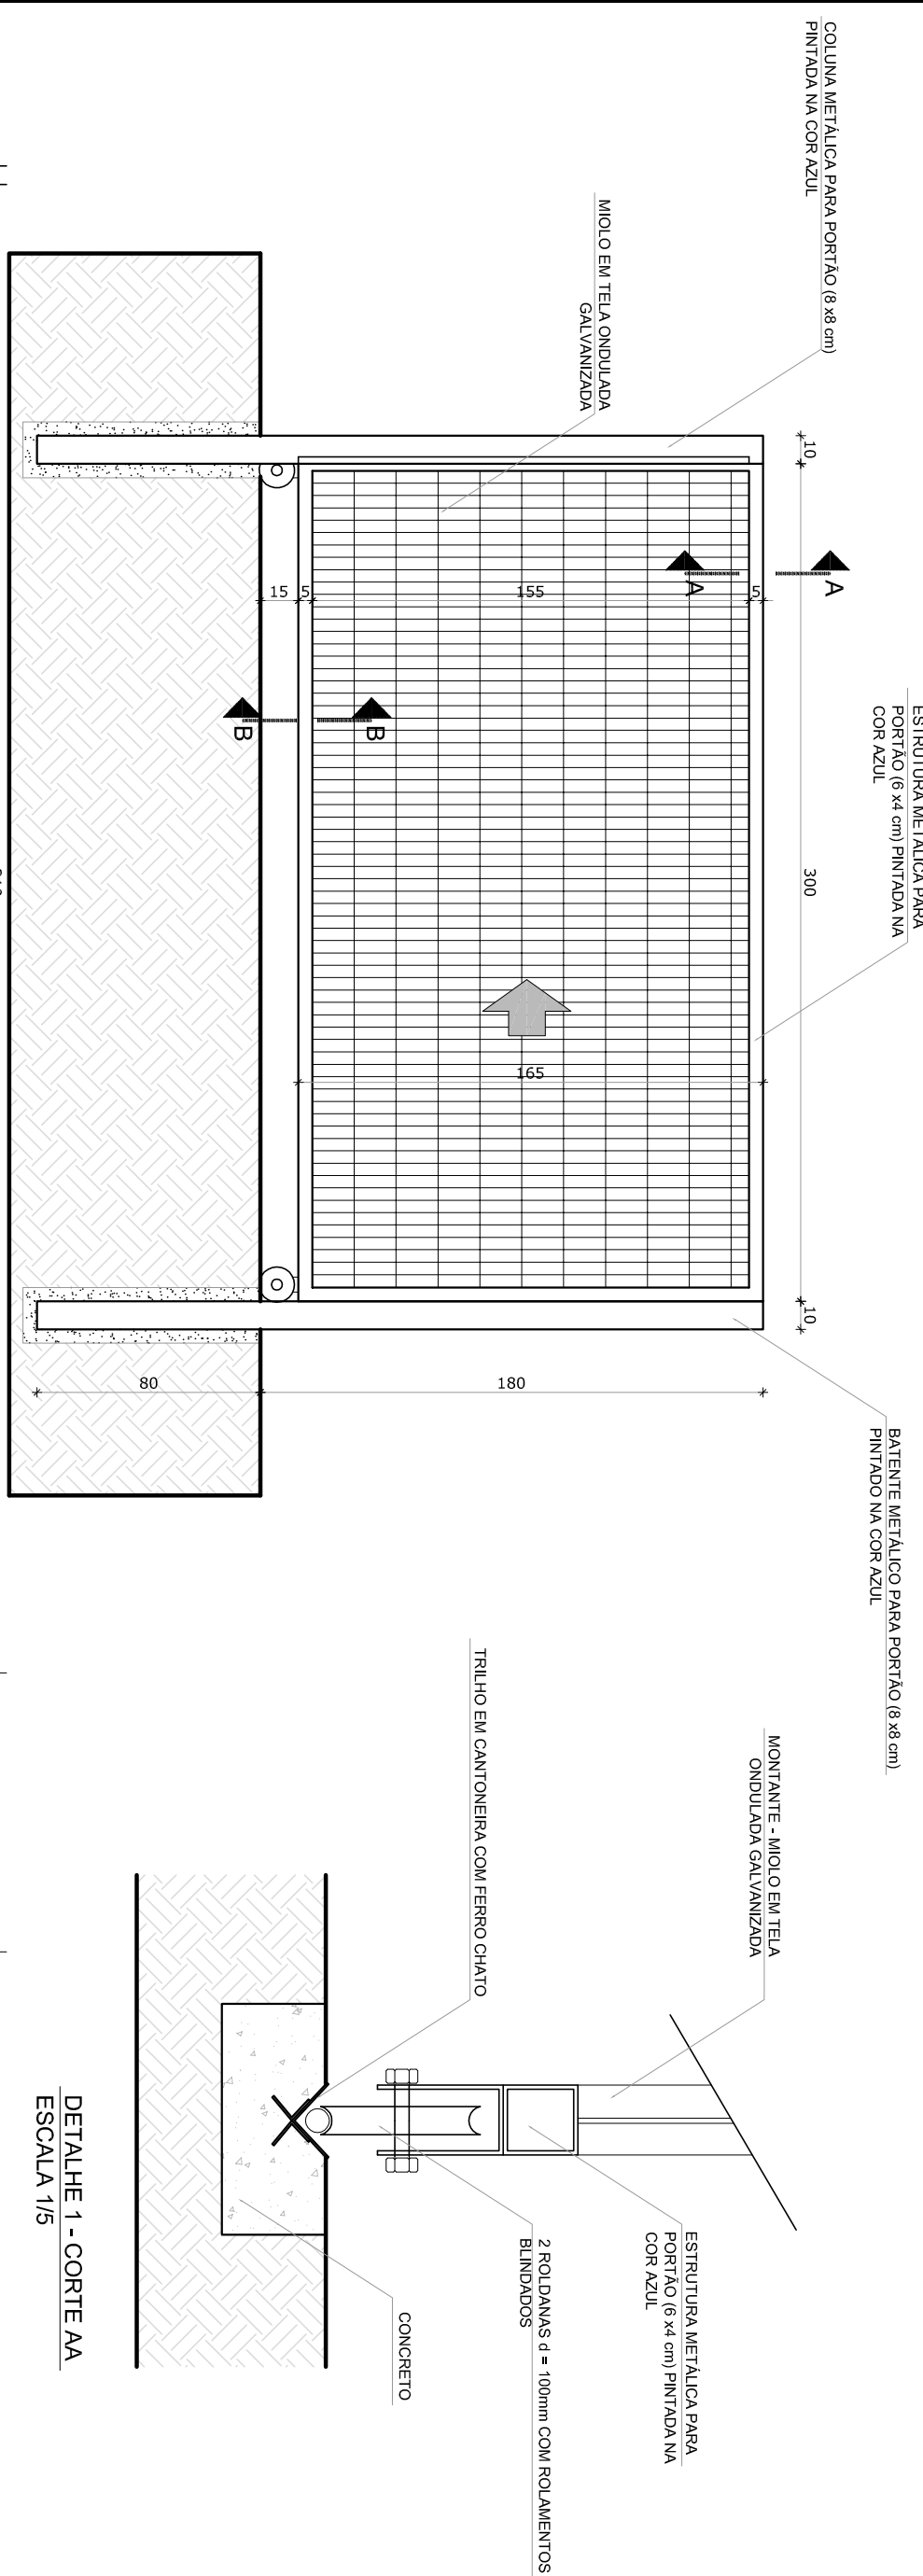 COLUNA METÁLICA PARA PORTÃO (8 x8 cm)
PINTADA NA COR AZUL
MIOLO EM TELA ONDULADA
GALVANIZADA
10
300
10
A
A
ESTRUTURA METÁLICA PARA
PORTÃO (6 x4 cm) PINTADA NA
COR AZUL
15
5
155
5
B
B
165
80
180
BATENTE METÁLICO PARA PORTÃO (8 x8 cm)
PINTADO NA COR AZUL
MONTANTE - MIOLO EM TELA
ONDULADA GALVANIZADA
TRILHO EM CANTONEIRA COM FERRO CHATO
ESTRUTURA METÁLICA PARA
PORTÃO (6 x4 cm) PINTADA NA
COR AZUL
2 ROLDANAS d = 100mm COM ROLAMENTOS
BLINDADOS
CONCRETO
DETALHE 1 - CORTE AA
ESCALA 1/5